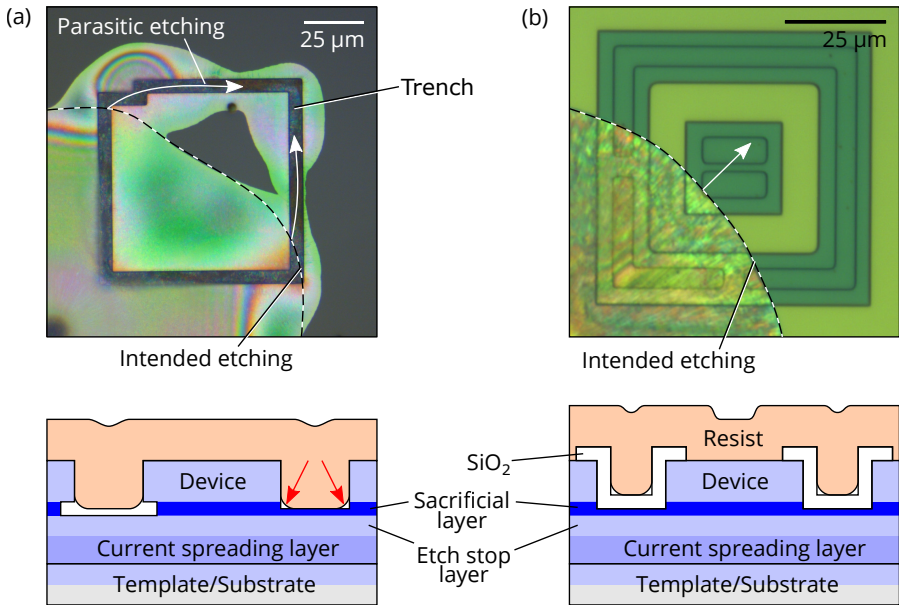 (a)
Parasitic etching
25 µm
Trench
Intended etching
(b)
25 µm
Intended etching
Device
Current spreading layer
Template/Substrate
SiO₂
Sacrificial
layer
Etch stop
layer
Resist
Device
Current spreading layer
Template/Substrate